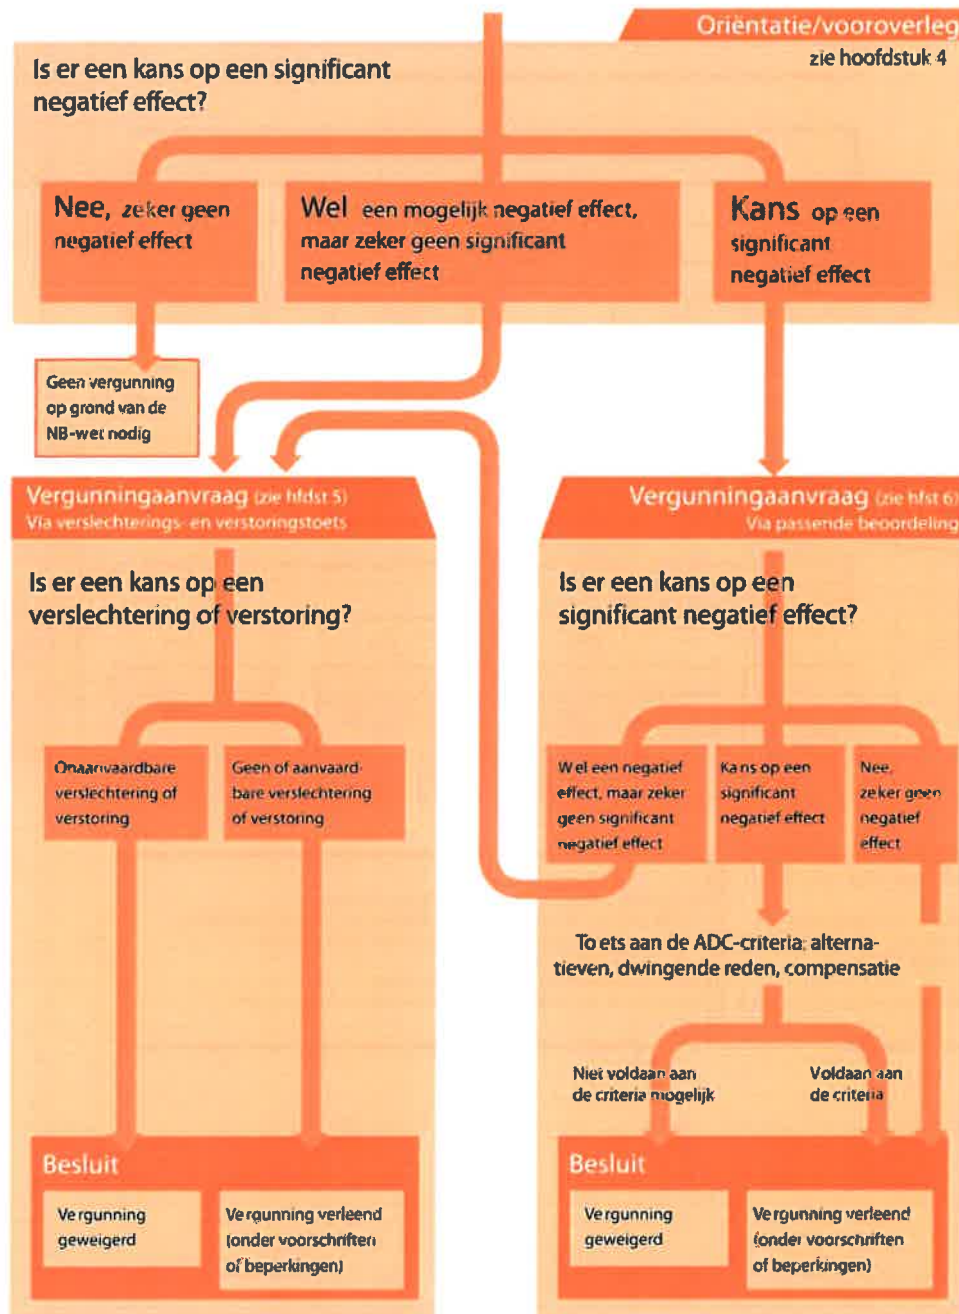 Oriëntatie/vooroverleg
zie hoofdstuk 4
Is er een kans op een significant
negatief effect?
Nee, zeker geen
negatief effect
Wel een mogelijk negatief effect,
maar zeker geen significant
negatief effect
Kans op een
significant
negatief effect
Geen vergunning
op grond van de
NB-wet nodig
Vergunningaanvraag (zie hfdst 5)
Via verslechterings- en verstoringstoets
Is er een kans op een
verslechtering of verstoring?
Onaanvaardbare
verslechtering of
verstoring
Geen of aanvaard-
bare verslechtering
of verstoring
Besluit
Vergunning
geweigerd
Vergunning verleend
(onder voorschriften
of beperkingen)
Vergunningaanvraag (zie hfst 6)
Via passende beoordeling
Is er een kans op een
significant negatief effect?
Wel een negatief
effect, maar zeker
geen significant
negatief effect
Kans op een
significant
negatief effect
Nee,
zeker geen
negatief
effect
Toets aan de ADC-criteria: alterna-
tieven, dwingende reden, compensatie
Niet voldaan aan
de criteria mogelijk
Voldaan aan
de criteria
Besluit
Vergunning
geweigerd
Vergunning verleend
(onder voorschriften
of beperkingen)